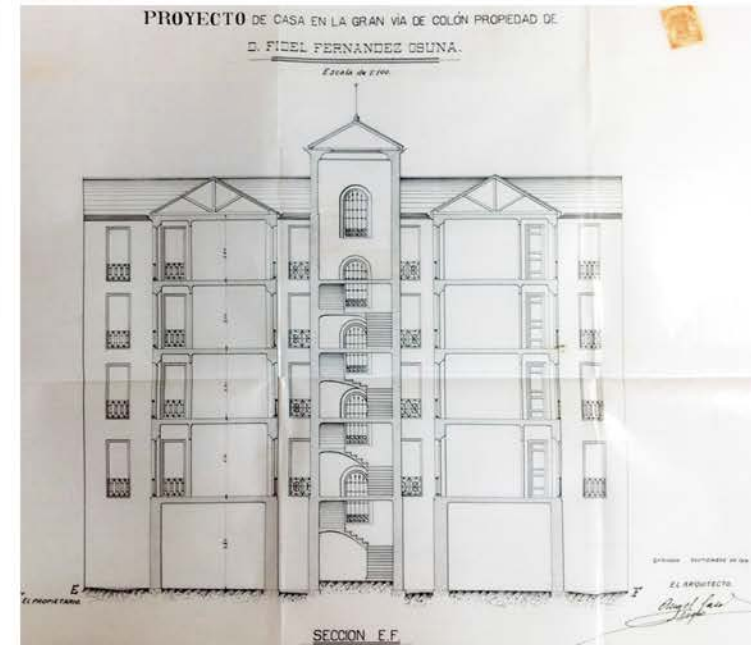 PROYECTO DE CASA EN LA GRAN VÍA DE COLÓN PROPIEDAD DE
D. FIDEL FERNANDEZ OSUNA.
Escala de 1:100.
E
F
EL PROPIETARIO.
EL ARQUITECTO.
SECCION E.F.